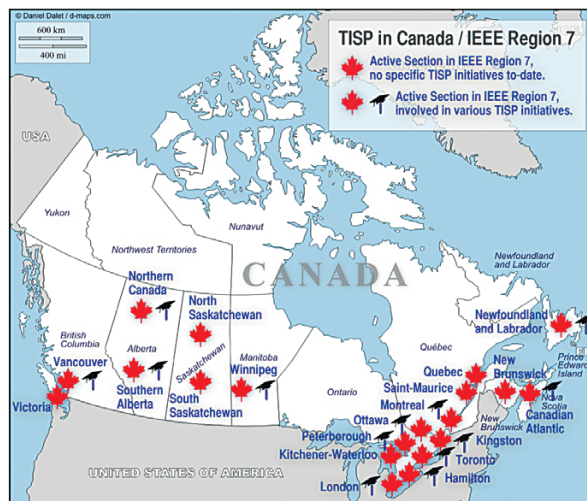 © Daniel Dalet / d-maps.com
600 km
400 mi
TISP in Canada / IEEE Region 7
Active Section in IEEE Region 7,
no specific TISP initiatives to-date.
Active Section in IEEE Region 7,
involved in various TISP initiatives.
USA
Yukon
Nunavut
Northwest Territories
CANADA
Newfoundland
and Labrador
Northern
Canada
North
Saskatchewan
Newfoundland
and Labrador
British
Columbia
Alberta
Saskatchewan
Manitoba
Québec
Ontario
Vancouver
Winnipeg
Quebec
New
Brunswick
Prince
Edward
Island
Saint-Maurice
Victoria
Southern
Alberta
South
Saskatchewan
Montreal
Nova
Scotia
Canadian
Atlantic
Ottawa
New
Brunswick
Peterborough
Kingston
Kitchener-Waterloo
Toronto
London
Hamilton
UNITED STATES OF AMERICA